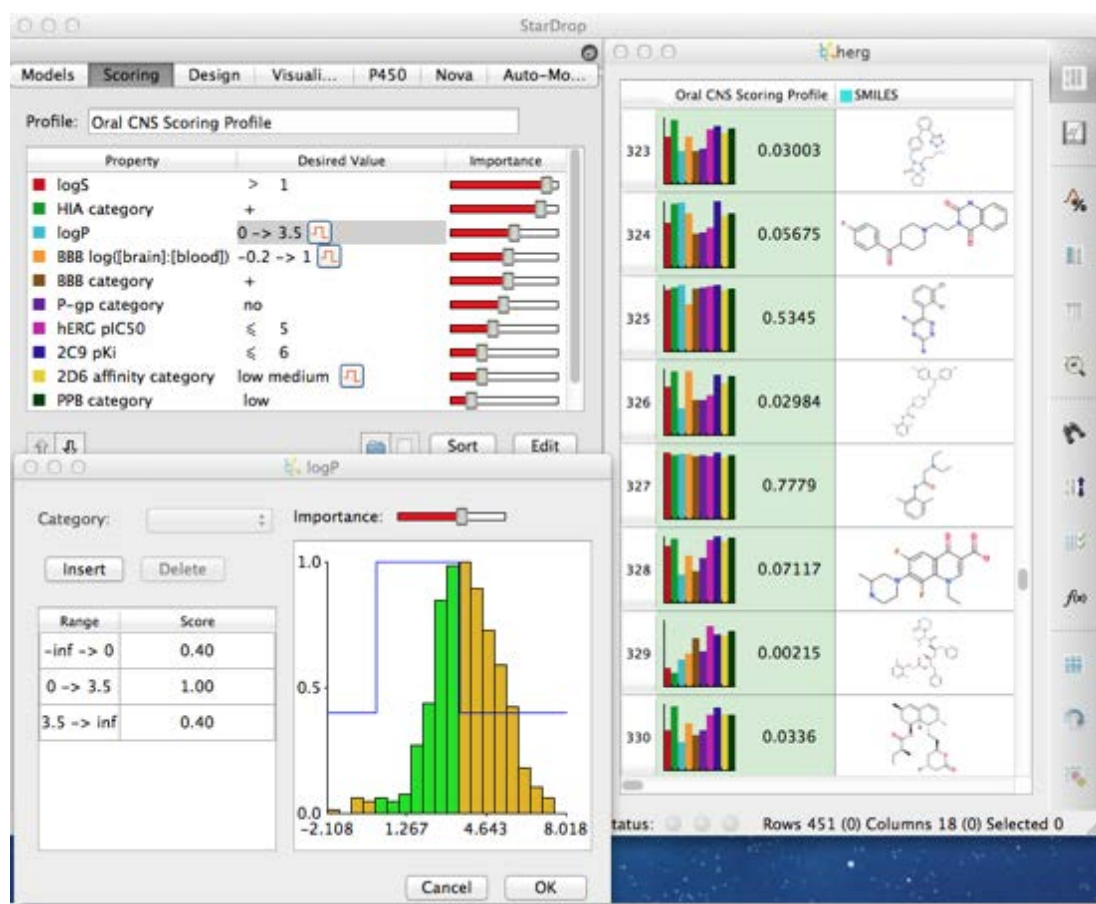 StarDrop
Models Scoring Design Visuali... P450 Nova Auto-Mo...
Profile: Oral CNS Scoring Profile
Property Desired Value Importance
logS > 1
HIA category +
logP 0 -> 3.5
BBB log([brain]:[blood]) -0.2 -> 1
BBB category +
P-gp category no
hERG pIC50 ≤ 5
2C9 pKi ≤ 6
2D6 affinity category low medium
PPB category low
Sort Edit
logP
Category: Importance:
Insert Delete
Range Score
-inf -> 0 0.40
0 -> 3.5 1.00
3.5 -> inf 0.40
1.0
0.5
0.0
-2.108 1.267 4.643 8.018
Cancel OK
herg
Oral CNS Scoring Profile SMILES
323 0.03003
324 0.05675
325 0.5345
326 0.02984
327 0.7779
328 0.07117
329 0.00215
330 0.0336
tatus: Rows 451 (0) Columns 18 (0) Selected 0
%
f(x)